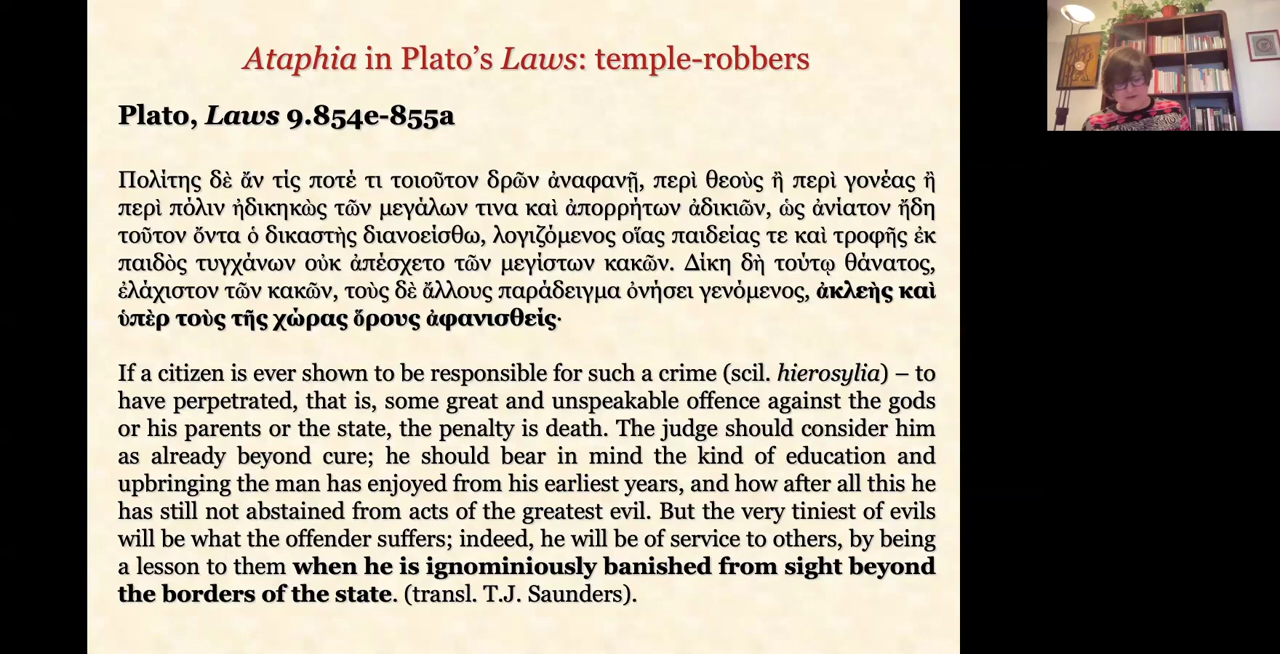 Ataphia in Plato’s Laws: temple-robbers
Plato, Laws 9.854e-855a
Πολίτης δὲ ἄν τίς ποτέ τι τοιοῦτον δρῶν ἀναφανῇ, περὶ θεοὺς ἢ περὶ γονέας ἢ
περὶ πόλιν ἠδικηκὼς τῶν μεγάλων τινα καὶ ἀπορρήτων ἀδικιῶν, ὡς ἀνίατον ἤδη
τοῦτον ὄντα ὁ δικαστὴς διανοείσθω, λογιζόμενος οἵας παιδείας τε καὶ τροφῆς ἐκ
παιδὸς τυγχάνων οὐκ ἀπέσχετο τῶν μεγίστων κακῶν. Δίκη δὴ τούτῳ θάνατος,
ἐλάχιστον τῶν κακῶν, τοὺς δὲ ἄλλους παράδειγμα ὀνήσει γενόμενος, ἀκλεὴς καὶ
ὑπὲρ τοὺς τῆς χώρας ὅρους ἀφανισθείς·
If a citizen is ever shown to be responsible for such a crime (scil. hierosylia) – to
have perpetrated, that is, some great and unspeakable offence against the gods
or his parents or the state, the penalty is death. The judge should consider him
as already beyond cure; he should bear in mind the kind of education and
upbringing the man has enjoyed from his earliest years, and how after all this he
has still not abstained from acts of the greatest evil. But the very tiniest of evils
will be what the offender suffers; indeed, he will be of service to others, by being
a lesson to them when he is ignominiously banished from sight beyond
the borders of the state. (transl. T.J. Saunders).